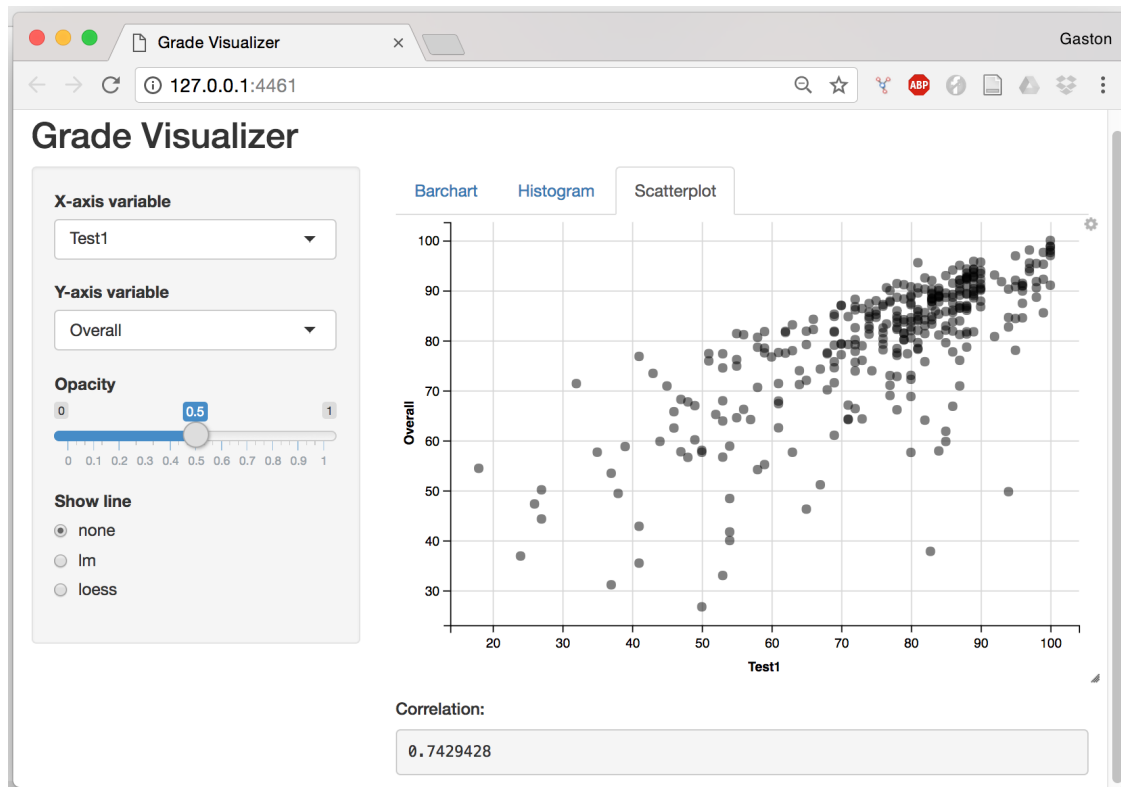 Grade Visualizer
Gaston
127.0.0.1:4461
ABP
Grade Visualizer
X-axis variable
Test1
Y-axis variable
Overall
Opacity
0 0.5 1
0 0.1 0.2 0.3 0.4 0.5 0.6 0.7 0.8 0.9 1
Show line
none
lm
loess
Barchart Histogram Scatterplot
100
90
80
70
60
50
40
30
Overall
20 30 40 50 60 70 80 90 100
Test1
Correlation:
0.7429428